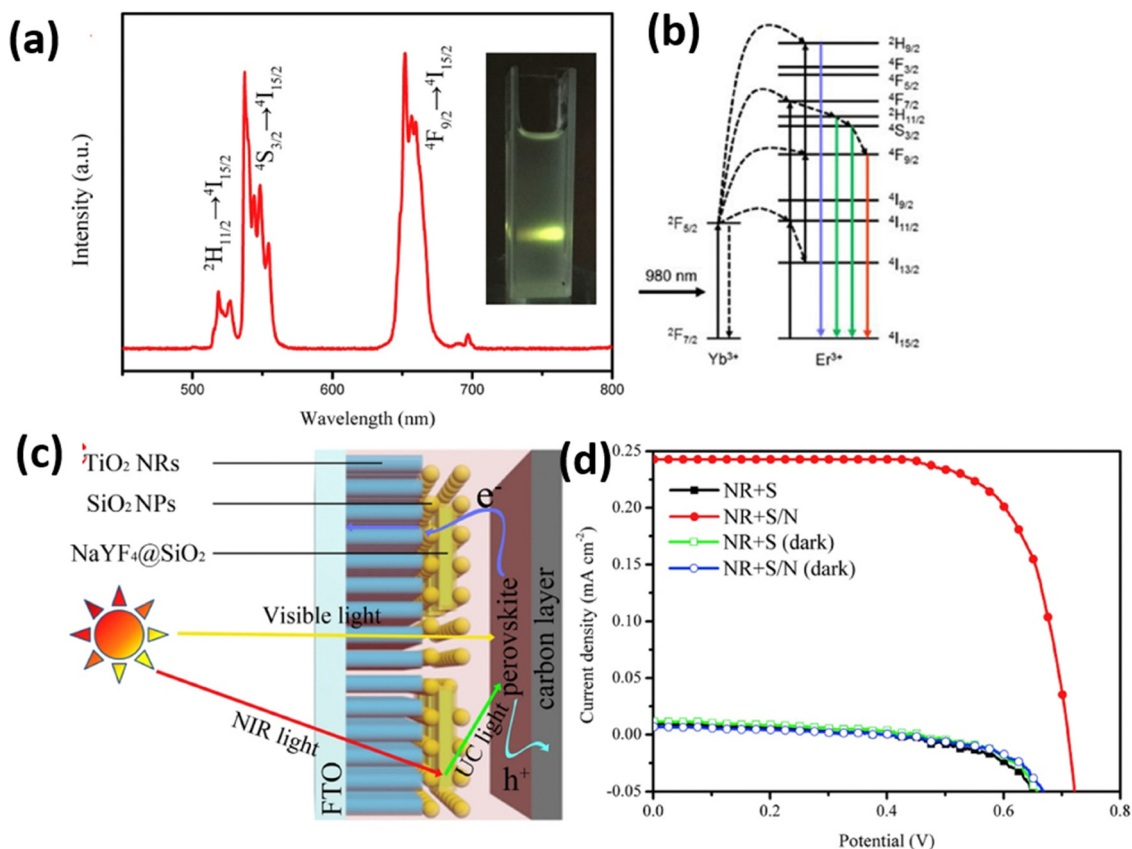 (a)
Intensity (a.u.)
²H₁₁/₂→⁴I₁₅/₂
⁴S₃/₂→⁴I₁₅/₂
⁴F₉/₂→⁴I₁₅/₂
500
600
700
800
Wavelength (nm)
(b)
²H₉/₂
⁴F₃/₂
⁴F₅/₂
⁴F₇/₂
²H₁₁/₂
⁴S₃/₂
⁴F₉/₂
⁴I₉/₂
²F₅/₂
⁴I₁₁/₂
⁴I₁₃/₂
980 nm
²F₇/₂
⁴I₁₅/₂
Yb³⁺
Er³⁺
(c)
TiO₂ NRs
SiO₂ NPs
NaYF₄@SiO₂
Visible light
NIR light
FTO
e⁻
UC light
h⁺
perovskite
carbon layer
(d)
Current density (mA cm⁻²)
0.25
0.20
0.15
0.10
0.05
0.00
-0.05
NR+S
NR+S/N
NR+S (dark)
NR+S/N (dark)
0.0
0.2
0.4
0.6
0.8
Potential (V)